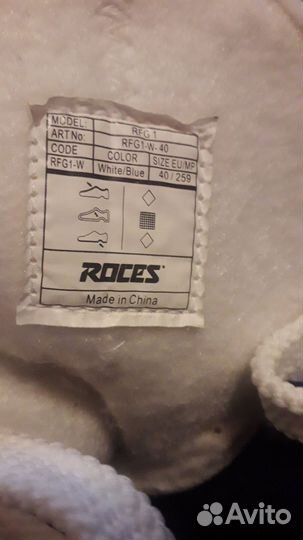 MODEL: RFG 1
ART No: RFG1-W-40
CODE COLOR SIZE EU/MP
RFG1-W White/Blue 40 / 259
ROCES
Made in China
Avito